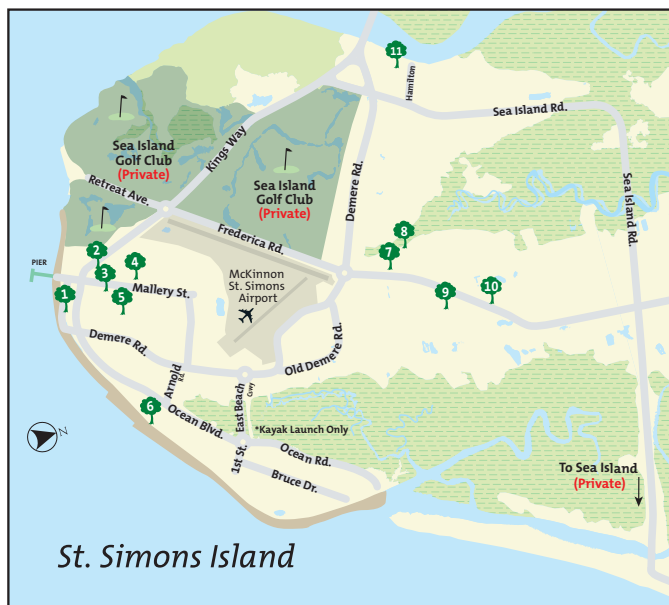 11
Hamilton
Sea Island Rd.
Sea Island
Golf Club
(Private)
Kings Way
Sea Island
Golf Club
(Private)
Demere Rd.
Sea Island Rd.
Retreat Ave.
Frederica Rd.
8
7
2
4
3
PIER
McKinnon
St. Simons
Airport
Mallery St.
1
5
9
10
Demere Rd.
Old Demere Rd.
Arnold
Rd.
East Beach
Cswy
6
Ocean Blvd.
N
*Kayak Launch Only
1st St.
Ocean Rd.
Bruce Dr.
To Sea Island
(Private)
St. Simons Island